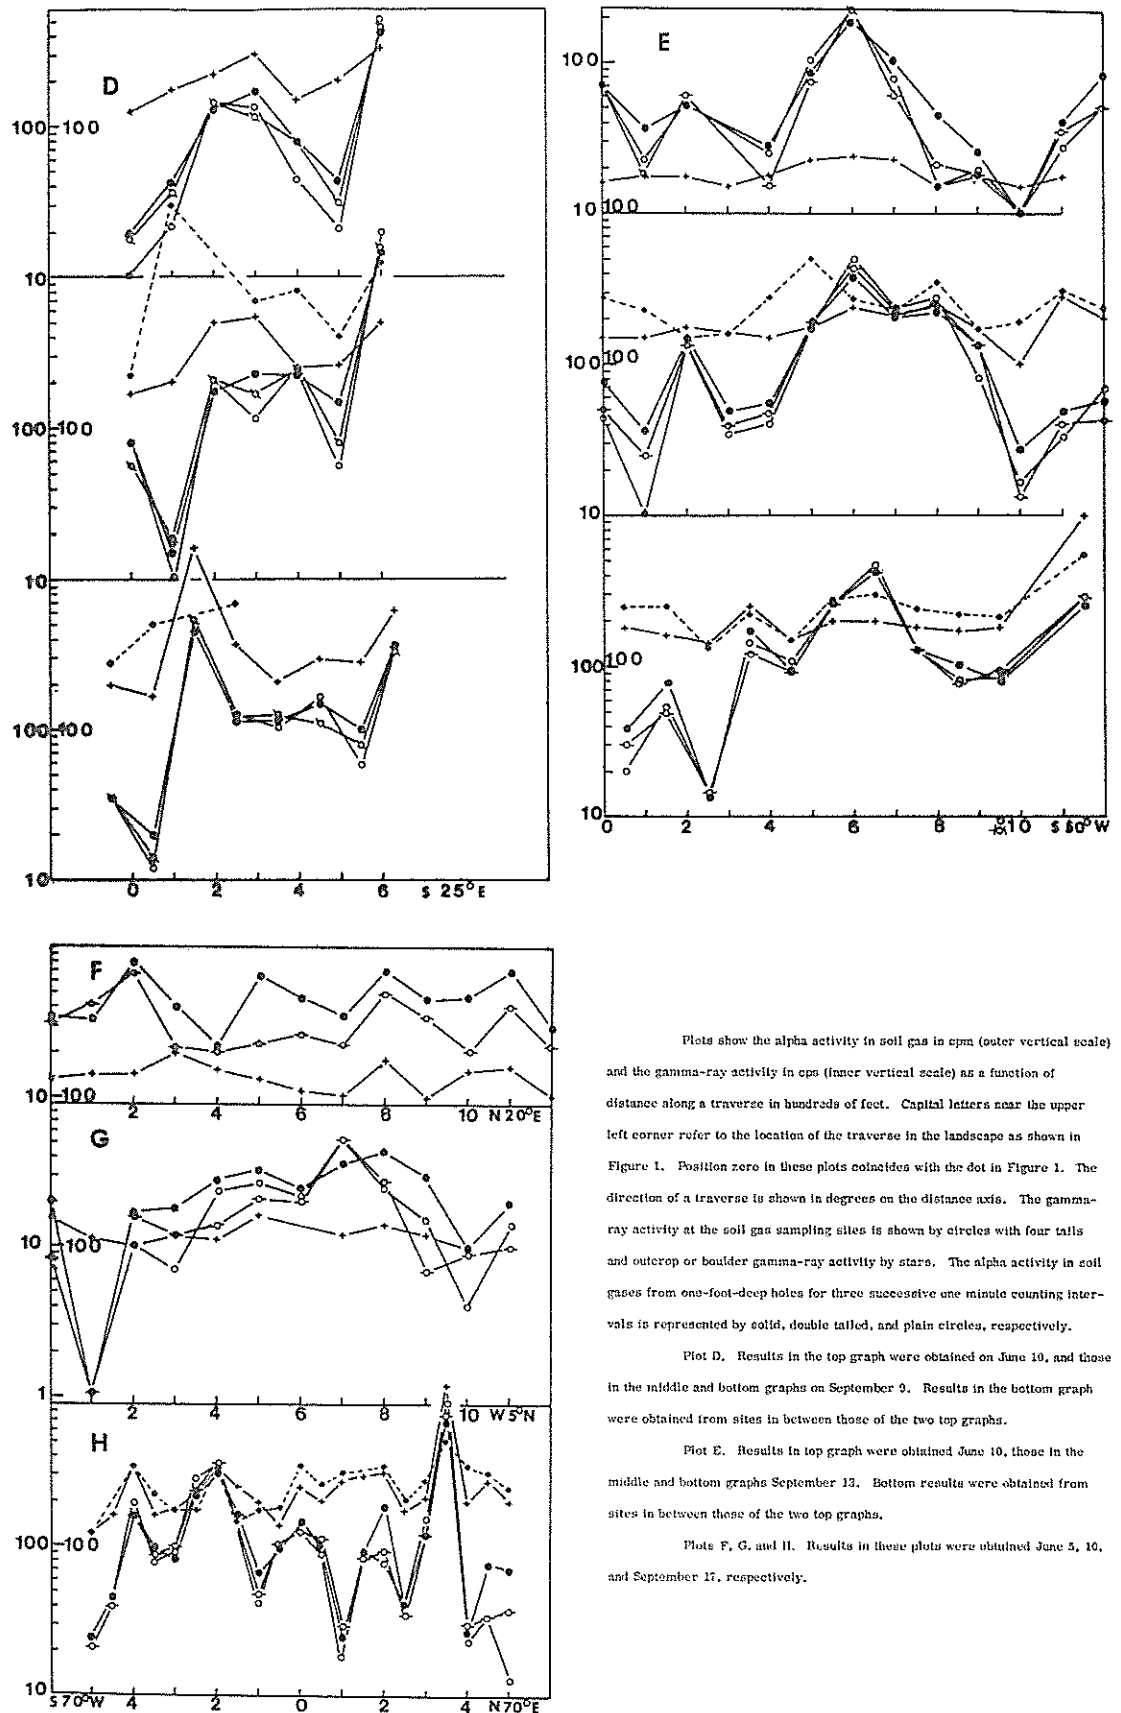 D
100 100
10
100 100
10
100 100
10
0 2 4 6 S 25°E
E
100
10 100
100 100
10
100 100
10
0 2 4 6 8 10 S 60°W
F
10 100
2 4 6 8 10 N 20°E
G
10 100
1
2 4 6 8 10 W 5°N
H
100 100
10
S 70°W 4 2 0 2 4 N 70°E
Plots show the alpha activity in soil gas in cpm (outer vertical scale)
and the gamma-ray activity in cps (inner vertical scale) as a function of
distance along a traverse in hundreds of feet. Capital letters near the upper
left corner refer to the location of the traverse in the landscape as shown in
Figure 1. Position zero in these plots coincides with the dot in Figure 1. The
direction of a traverse is shown in degrees on the distance axis. The gamma-
ray activity at the soil gas sampling sites is shown by circles with four tails
and outcrop or boulder gamma-ray activity by stars. The alpha activity in soil
gases from one-foot-deep holes for three successive one minute counting inter-
vals is represented by solid, double tailed, and plain circles, respectively.
Plot D. Results in the top graph were obtained on June 10, and those
in the middle and bottom graphs on September 9. Results in the bottom graph
were obtained from sites in between those of the two top graphs.
Plot E. Results in top graph were obtained June 10, those in the
middle and bottom graphs September 13. Bottom results were obtained from
sites in between those of the two top graphs.
Plots F, G, and H. Results in these plots were obtained June 5, 10,
and September 17, respectively.